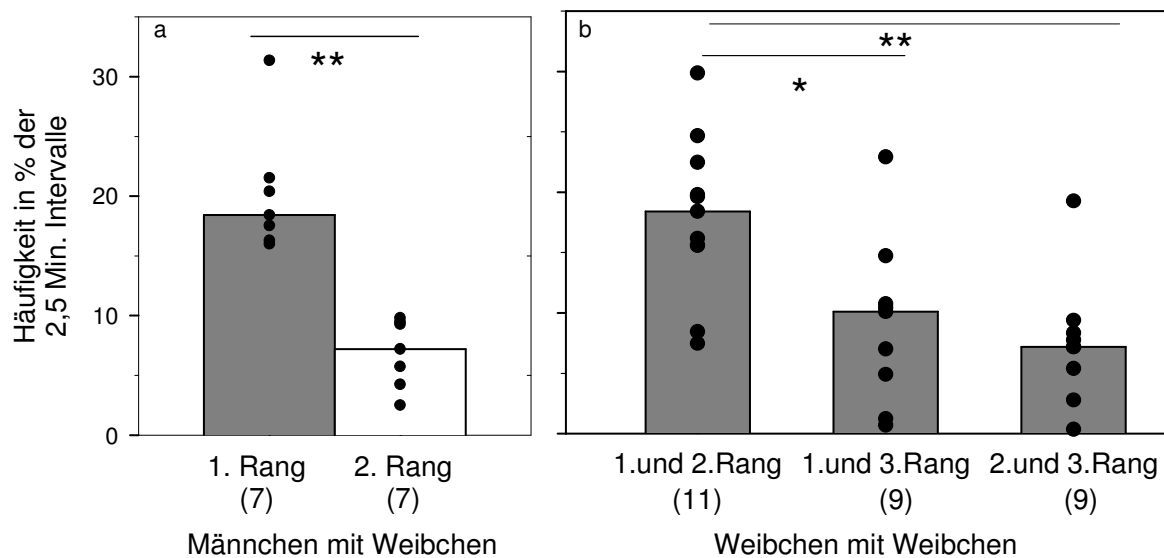 a
b
**
**
*
30
20
10
0
Häufigkeit in % der
2,5 Min. Intervalle
1. Rang
2. Rang
(7)
(7)
1.und 2.Rang
1.und 3.Rang
2.und 3.Rang
(11)
(9)
(9)
Männchen mit Weibchen
Weibchen mit Weibchen